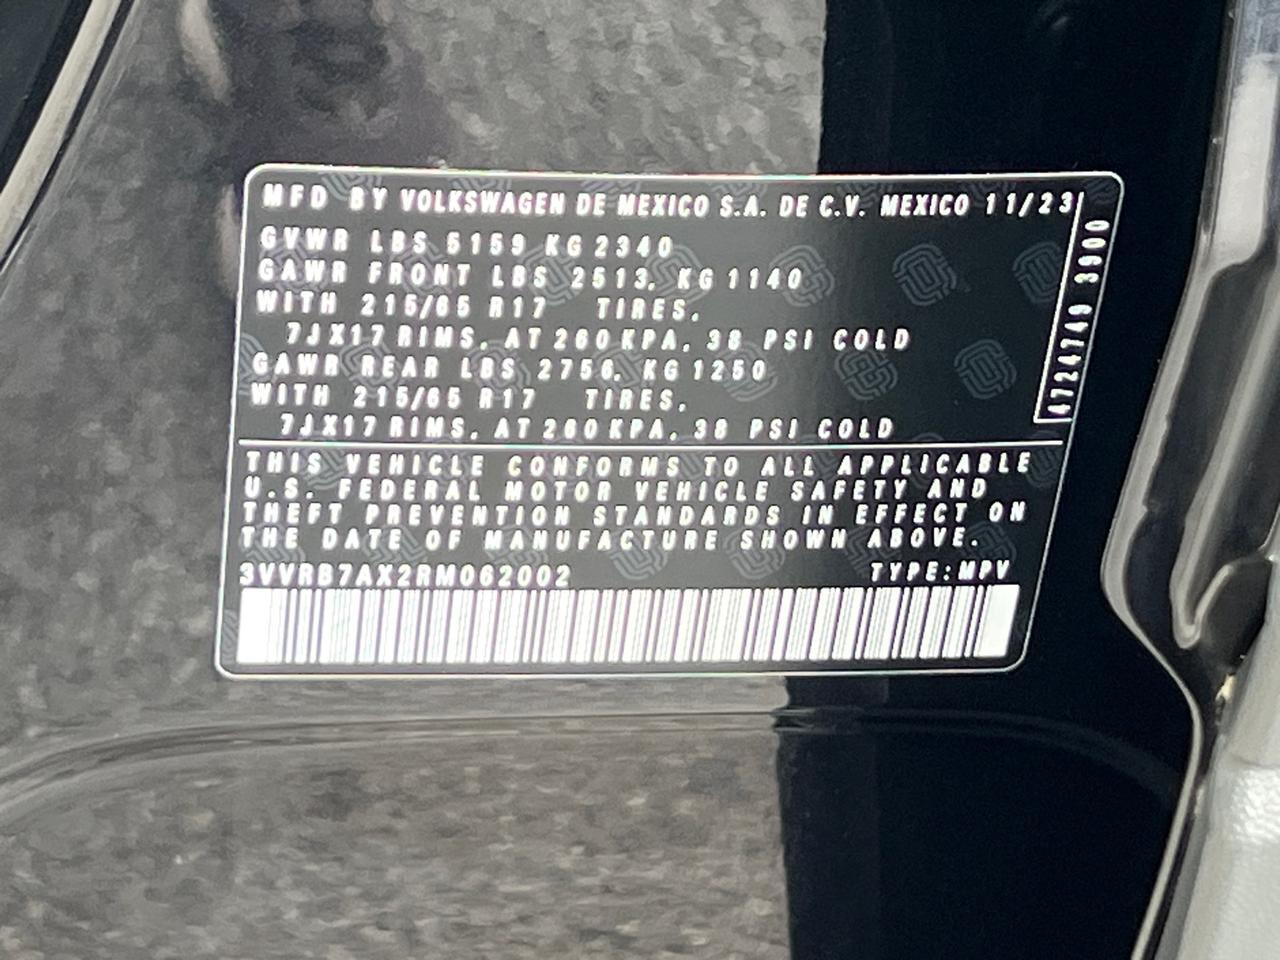 MFD BY VOLKSWAGEN DE MEXICO S.A. DE C.V. MEXICO 11/23
GVWR LBS 5159 KG 2340
GAWR FRONT LBS 2513, KG 1140
WITH 215/65 R17 TIRES,
7JX17 RIMS, AT 260 KPA, 38 PSI COLD
GAWR REAR LBS 2756, KG 1250
WITH 215/65 R17 TIRES,
7JX17 RIMS, AT 260 KPA, 38 PSI COLD
4724749 3900
THIS VEHICLE CONFORMS TO ALL APPLICABLE
U.S. FEDERAL MOTOR VEHICLE SAFETY AND
THEFT PREVENTION STANDARDS IN EFFECT ON
THE DATE OF MANUFACTURE SHOWN ABOVE.
3VVRB7AX2RM062002 TYPE:MPV